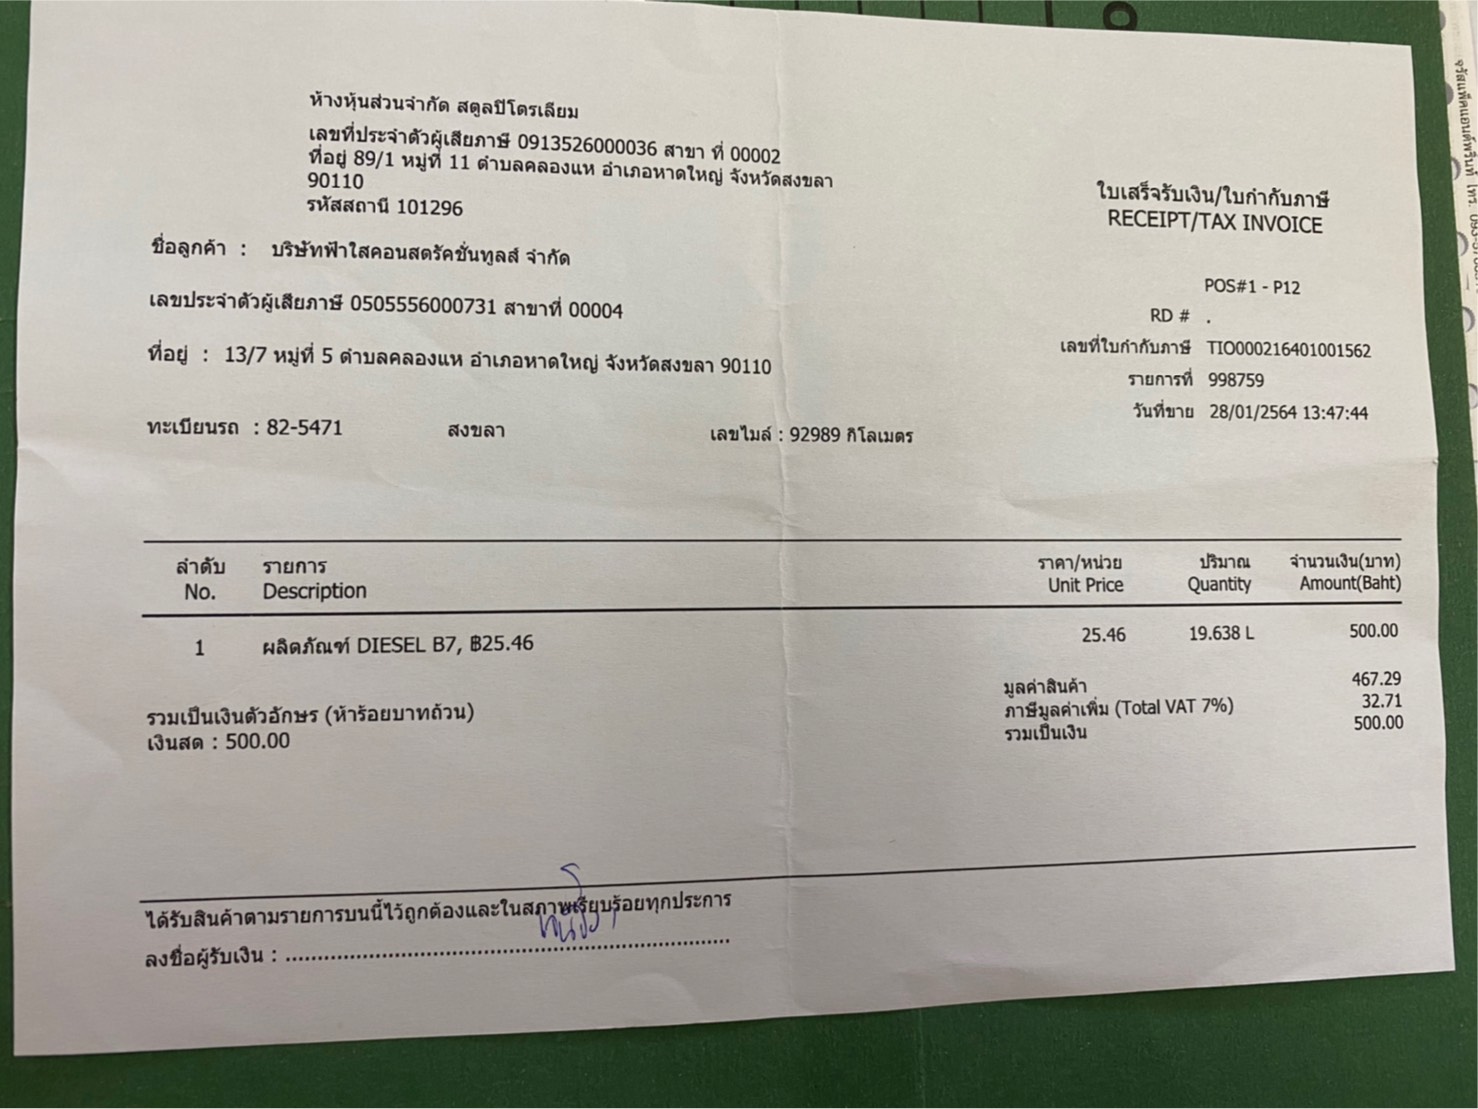 ห้างหุ้นส่วนจำกัด สตูลปิโตรเลียม
เลขที่ประจำตัวผู้เสียภาษี 0913526000036 สาขา ที่ 00002
ที่อยู่ 89/1 หมู่ที่ 11 ตำบลคลองแห อำเภอหาดใหญ่ จังหวัดสงขลา
90110
รหัสสถานี 101296
ใบเสร็จรับเงิน/ใบกำกับภาษี
RECEIPT/TAX INVOICE
ชื่อลูกค้า : บริษัทฟ้าใสคอนสตรัคชั่นทูลส์ จำกัด
เลขประจำตัวผู้เสียภาษี 0505556000731 สาขาที่ 00004
ที่อยู่ : 13/7 หมู่ที่ 5 ตำบลคลองแห อำเภอหาดใหญ่ จังหวัดสงขลา 90110
POS#1 - P12
RD # .
เลขที่ใบกำกับภาษี TIO000216401001562
รายการที่ 998759
วันที่ขาย 28/01/2564 13:47:44
ทะเบียนรถ : 82-5471 สงขลา เลขไมล์ : 92989 กิโลเมตร
ลำดับ รายการ ราคา/หน่วย ปริมาณ จำนวนเงิน(บาท)
No. Description Unit Price Quantity Amount(Baht)
1 ผลิตภัณฑ์ DIESEL B7, ฿25.46 25.46 19.638 L 500.00
มูลค่าสินค้า 467.29
ภาษีมูลค่าเพิ่ม (Total VAT 7%) 32.71
รวมเป็นเงิน 500.00
รวมเป็นเงินตัวอักษร (ห้าร้อยบาทถ้วน)
เงินสด : 500.00
ได้รับสินค้าตามรายการบนนี้ไว้ถูกต้องและในสภาพเรียบร้อยทุกประการ
ลงชื่อผู้รับเงิน :